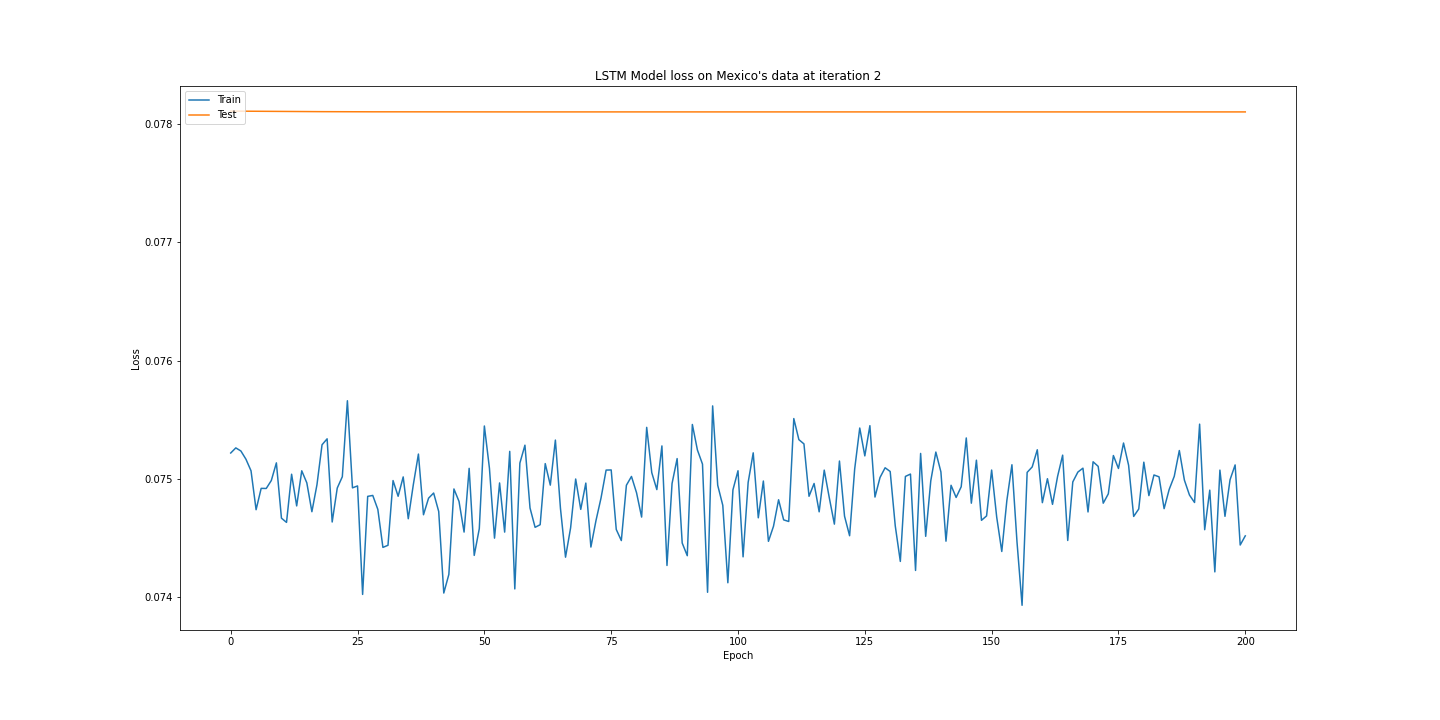 LSTM Model loss on Mexico's data at iteration 2
Train
Test
0.078
0.077
0.076
0.075
0.074
Loss
0 25 50 75 100 125 150 175 200
Epoch